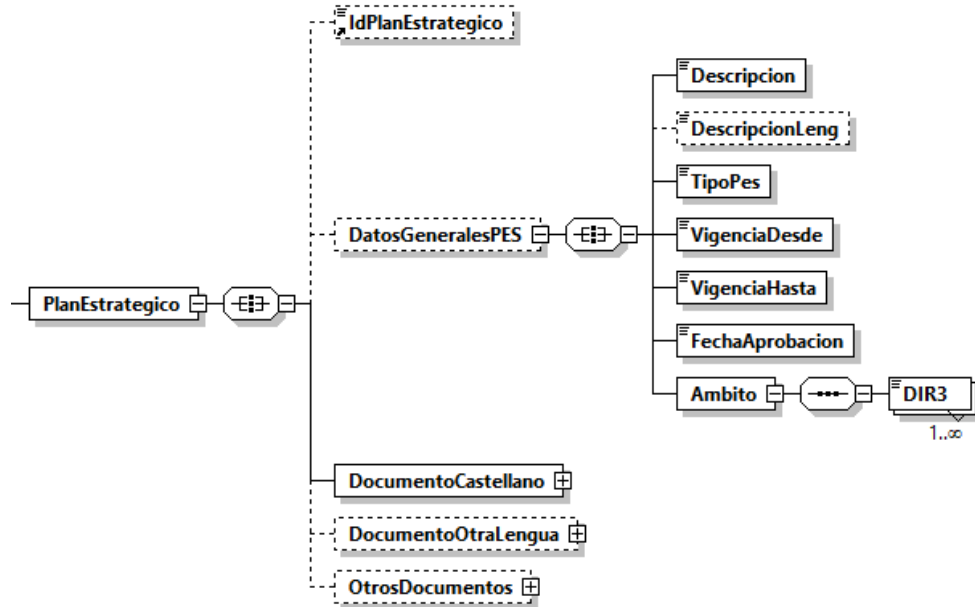 IdPlanEstrategico
Descripcion
DescripcionLeng
TipoPes
DatosGeneralesPES
VigenciaDesde
VigenciaHasta
PlanEstrategico
FechaAprobacion
Ambito
DIR3
1..∞
DocumentoCastellano
DocumentoOtraLengua
OtrosDocumentos